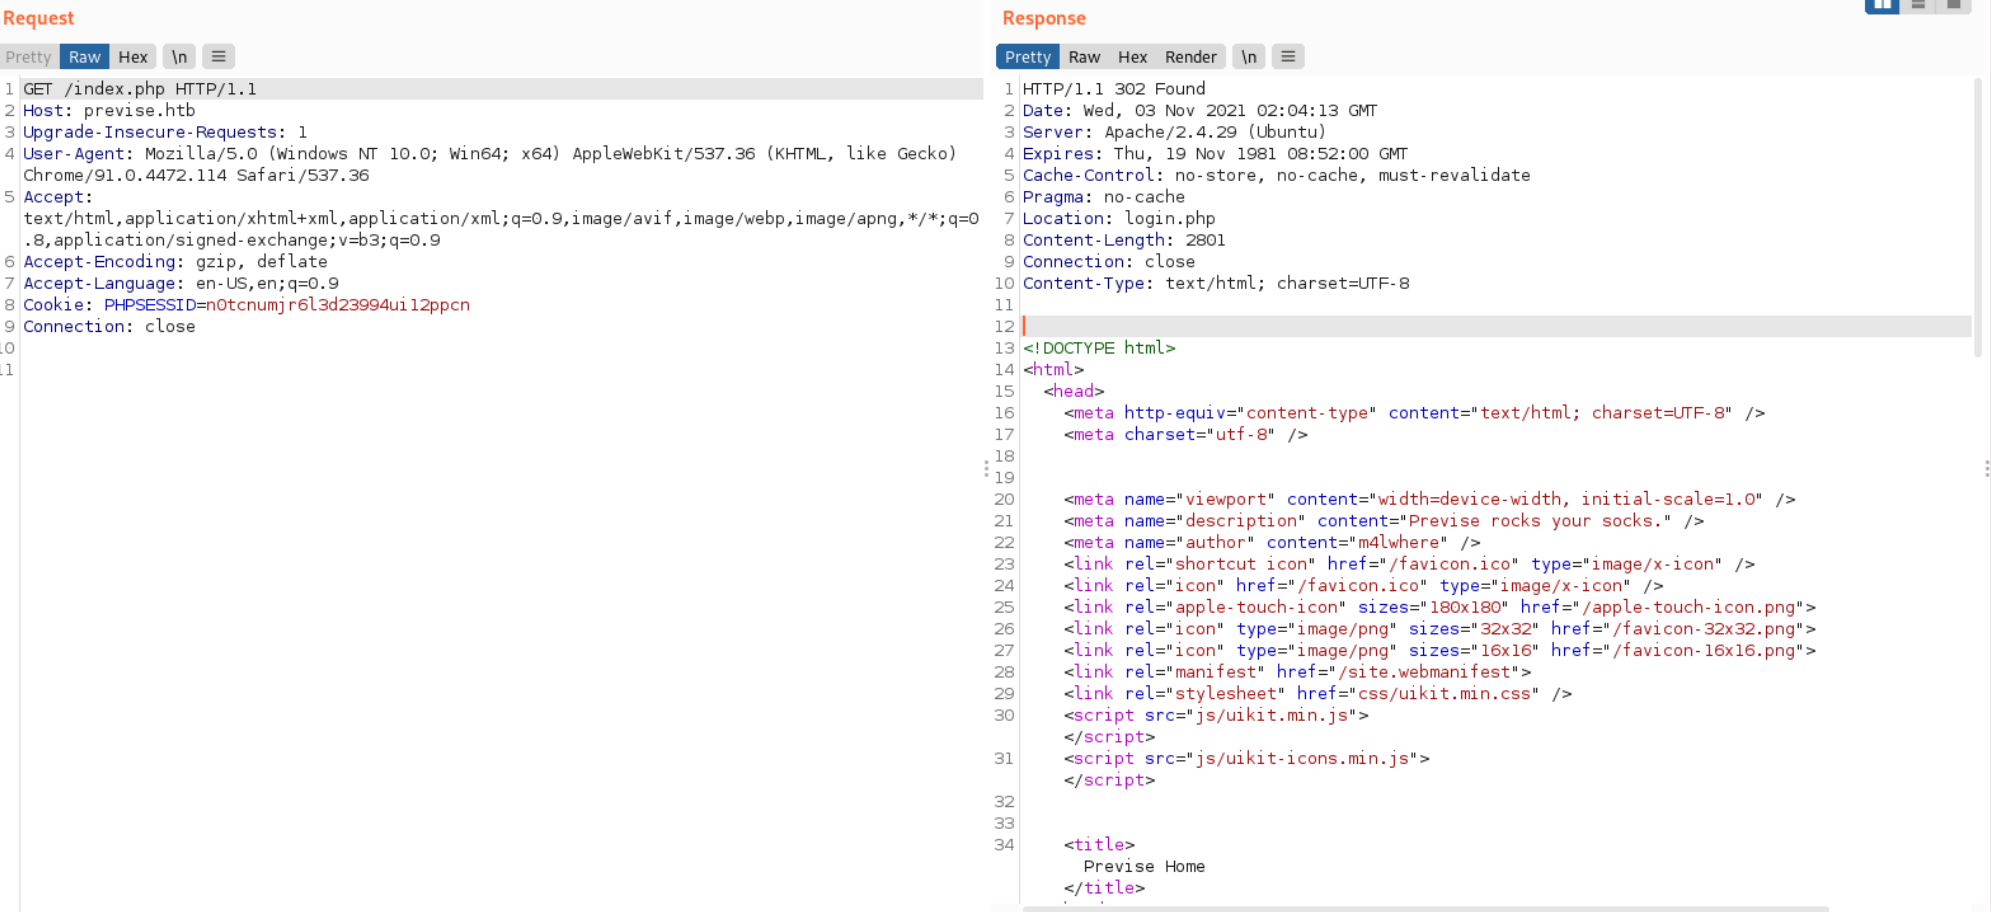 Request
Pretty Raw Hex \n
1 GET /index.php HTTP/1.1
2 Host: previse.htb
3 Upgrade-Insecure-Requests: 1
4 User-Agent: Mozilla/5.0 (Windows NT 10.0; Win64; x64) AppleWebKit/537.36 (KHTML, like Gecko)
Chrome/91.0.4472.114 Safari/537.36
5 Accept:
text/html,application/xhtml+xml,application/xml;q=0.9,image/avif,image/webp,image/apng,*/*;q=0
.8,application/signed-exchange;v=b3;q=0.9
6 Accept-Encoding: gzip, deflate
7 Accept-Language: en-US,en;q=0.9
8 Cookie: PHPSESSID=n0tcnumjr6l3d23994ui12ppcn
9 Connection: close
10
11
Response
Pretty Raw Hex Render \n
1 HTTP/1.1 302 Found
2 Date: Wed, 03 Nov 2021 02:04:13 GMT
3 Server: Apache/2.4.29 (Ubuntu)
4 Expires: Thu, 19 Nov 1981 08:52:00 GMT
5 Cache-Control: no-store, no-cache, must-revalidate
6 Pragma: no-cache
7 Location: login.php
8 Content-Length: 2801
9 Connection: close
10 Content-Type: text/html; charset=UTF-8
11
12
13 <!DOCTYPE html>
14 <html>
15 <head>
16 <meta http-equiv="content-type" content="text/html; charset=UTF-8" />
17 <meta charset="utf-8" />
18
19
20 <meta name="viewport" content="width=device-width, initial-scale=1.0" />
21 <meta name="description" content="Previse rocks your socks." />
22 <meta name="author" content="m4lwhere" />
23 <link rel="shortcut icon" href="/favicon.ico" type="image/x-icon" />
24 <link rel="icon" href="/favicon.ico" type="image/x-icon" />
25 <link rel="apple-touch-icon" sizes="180x180" href="/apple-touch-icon.png">
26 <link rel="icon" type="image/png" sizes="32x32" href="/favicon-32x32.png">
27 <link rel="icon" type="image/png" sizes="16x16" href="/favicon-16x16.png">
28 <link rel="manifest" href="/site.webmanifest">
29 <link rel="stylesheet" href="css/uikit.min.css" />
30 <script src="js/uikit.min.js">
</script>
31 <script src="js/uikit-icons.min.js">
</script>
32
33
34 <title>
Previse Home
</title>